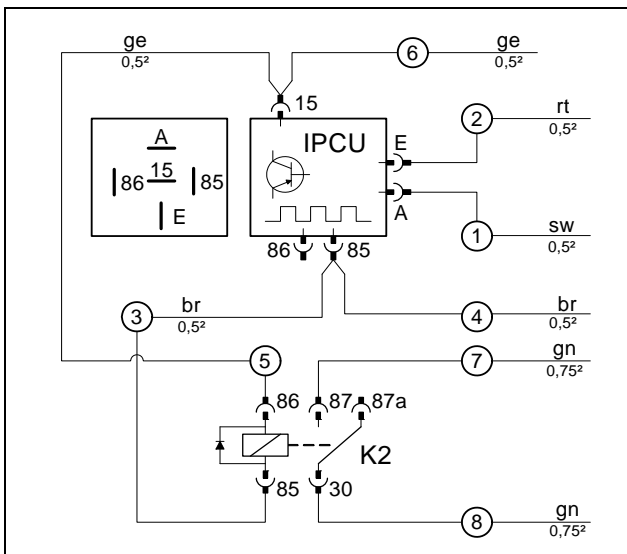 ge 6 ge
0,5² 0,5²
15
A IPCU E 2 rt
0,5²
86 15 85
E A
1 sw
0,5²
86 85
3 br 4 br
0,5² 0,5²
5 7 gn
0,75²
86 87 87a
K2
85 30
8 gn
0,75²